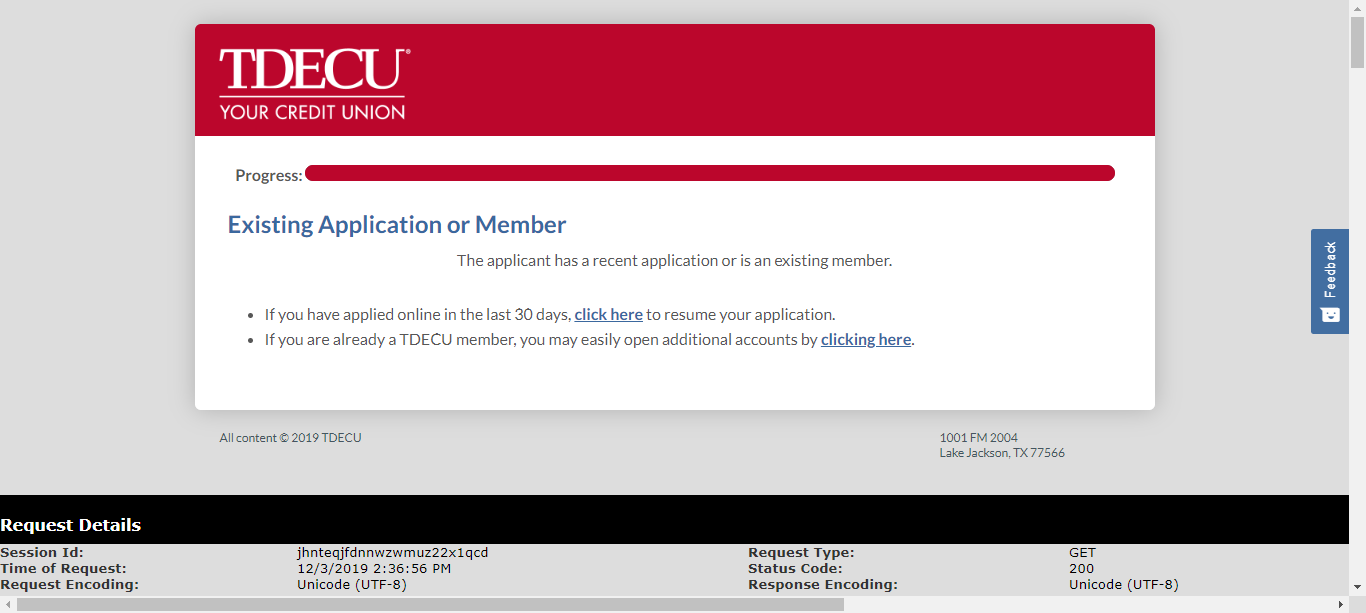 TDECU®
YOUR CREDIT UNION
Progress:
Existing Application or Member
The applicant has a recent application or is an existing member.
• If you have applied online in the last 30 days, click here to resume your application.
• If you are already a TDECU member, you may easily open additional accounts by clicking here.
Feedback
All content © 2019 TDECU
1001 FM 2004
Lake Jackson, TX 77566
Request Details
Session Id: jhnteqjfdnnwzwmuz22x1qcd Request Type: GET
Time of Request: 12/3/2019 2:36:56 PM Status Code: 200
Request Encoding: Unicode (UTF-8) Response Encoding: Unicode (UTF-8)